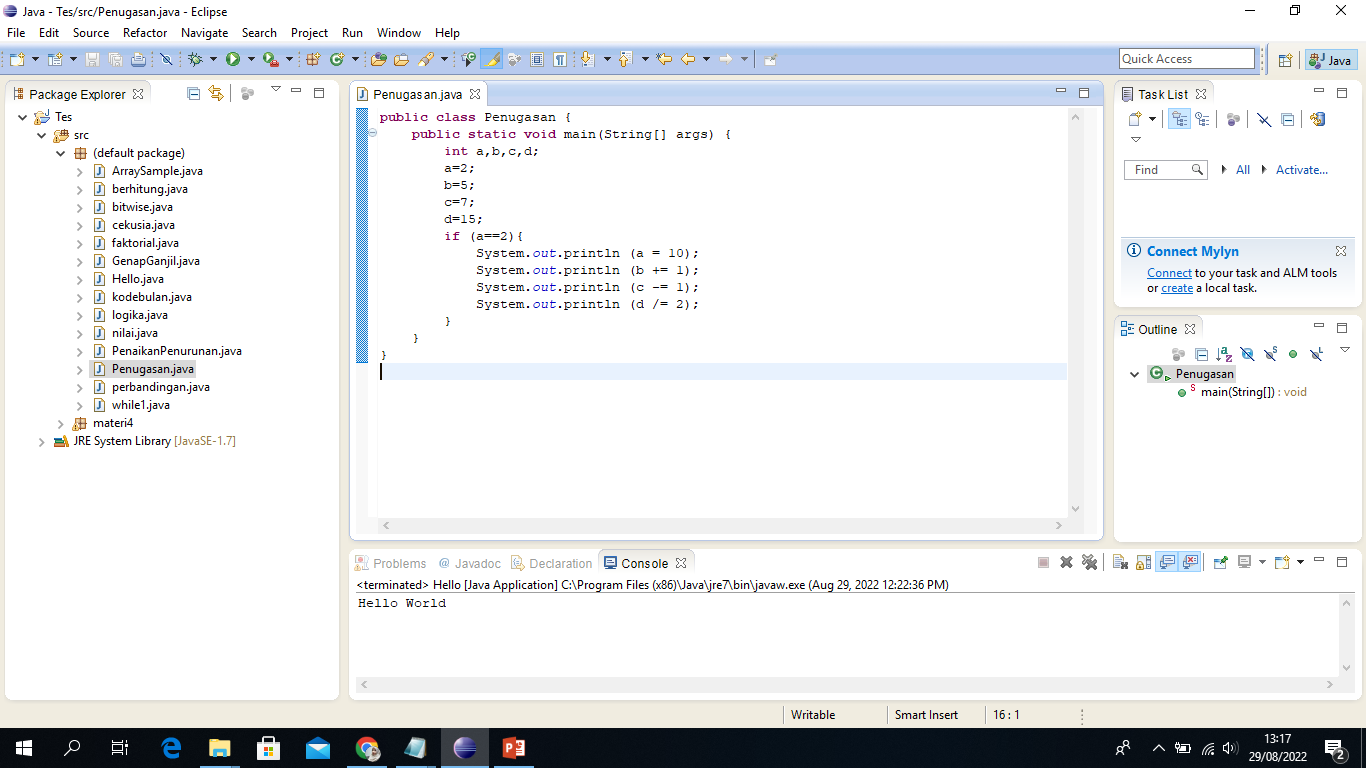 Java - Tes/src/Penugasan.java - Eclipse
File Edit Source Refactor Navigate Search Project Run Window Help
Quick Access
Java
Package Explorer
Tes
src
(default package)
ArraySample.java
berhitung.java
bitwise.java
cekusia.java
faktorial.java
GenapGanjil.java
Hello.java
kodebulan.java
logika.java
nilai.java
PenaikanPenurunan.java
Penugasan.java
perbandingan.java
while1.java
materi4
JRE System Library [JavaSE-1.7]
Penugasan.java
public class Penugasan {
public static void main(String[] args) {
int a,b,c,d;
a=2;
b=5;
c=7;
d=15;
if (a==2){
System.out.println (a = 10);
System.out.println (b += 1);
System.out.println (c -= 1);
System.out.println (d /= 2);
}
}
}
Task List
Find
All
Activate...
Connect Mylyn
Connect to your task and ALM tools
or create a local task.
Outline
Penugasan
main(String[]) : void
Problems @ Javadoc Declaration Console
<terminated> Hello [Java Application] C:\Program Files (x86)\Java\jre7\bin\javaw.exe (Aug 29, 2022 12:22:36 PM)
Hello World
Writable
Smart Insert
16 : 1
13:17
29/08/2022
2